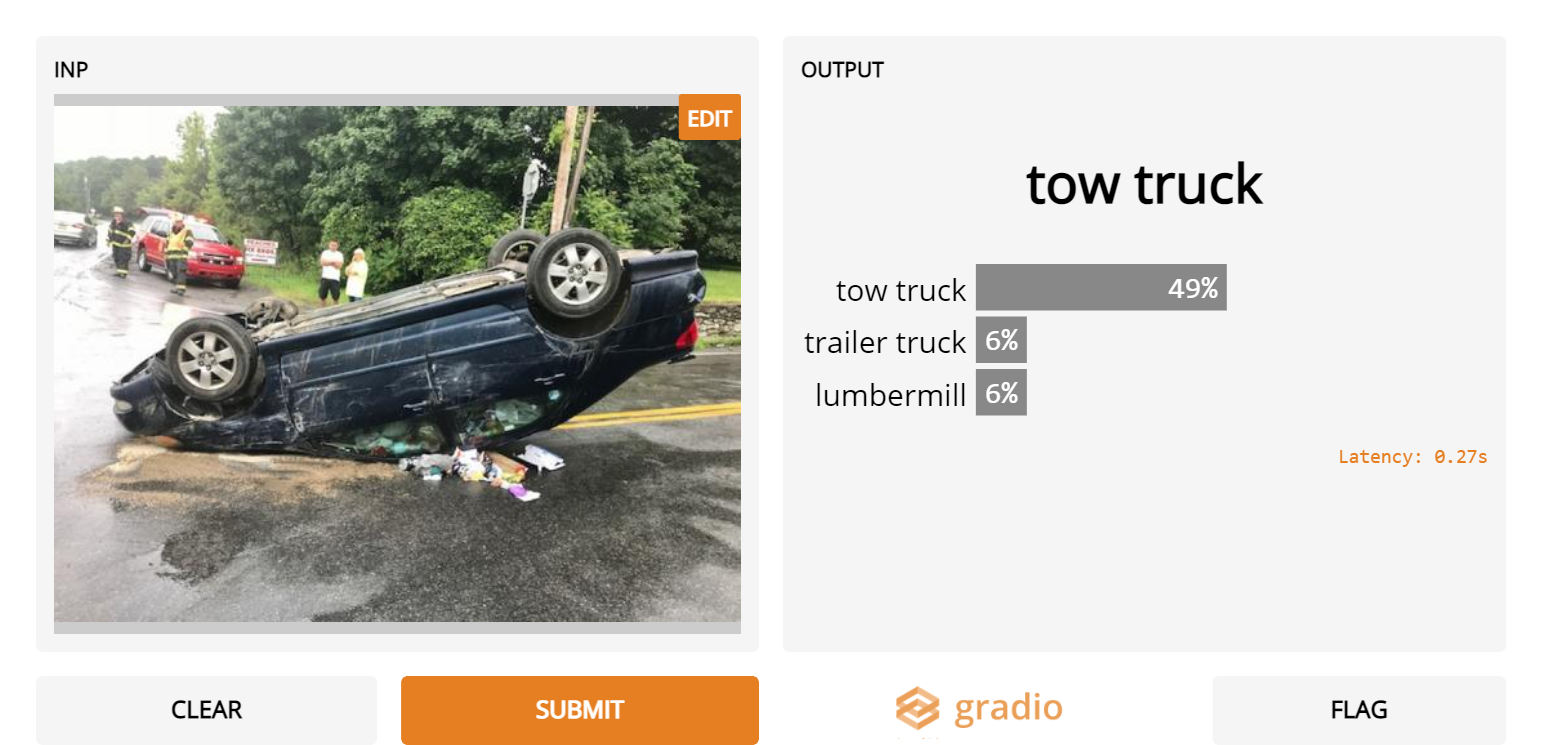 INP
EDIT
OUTPUT
tow truck
tow truck 49%
trailer truck 6%
lumbermill 6%
Latency: 0.27s
CLEAR
SUBMIT
gradio
FLAG